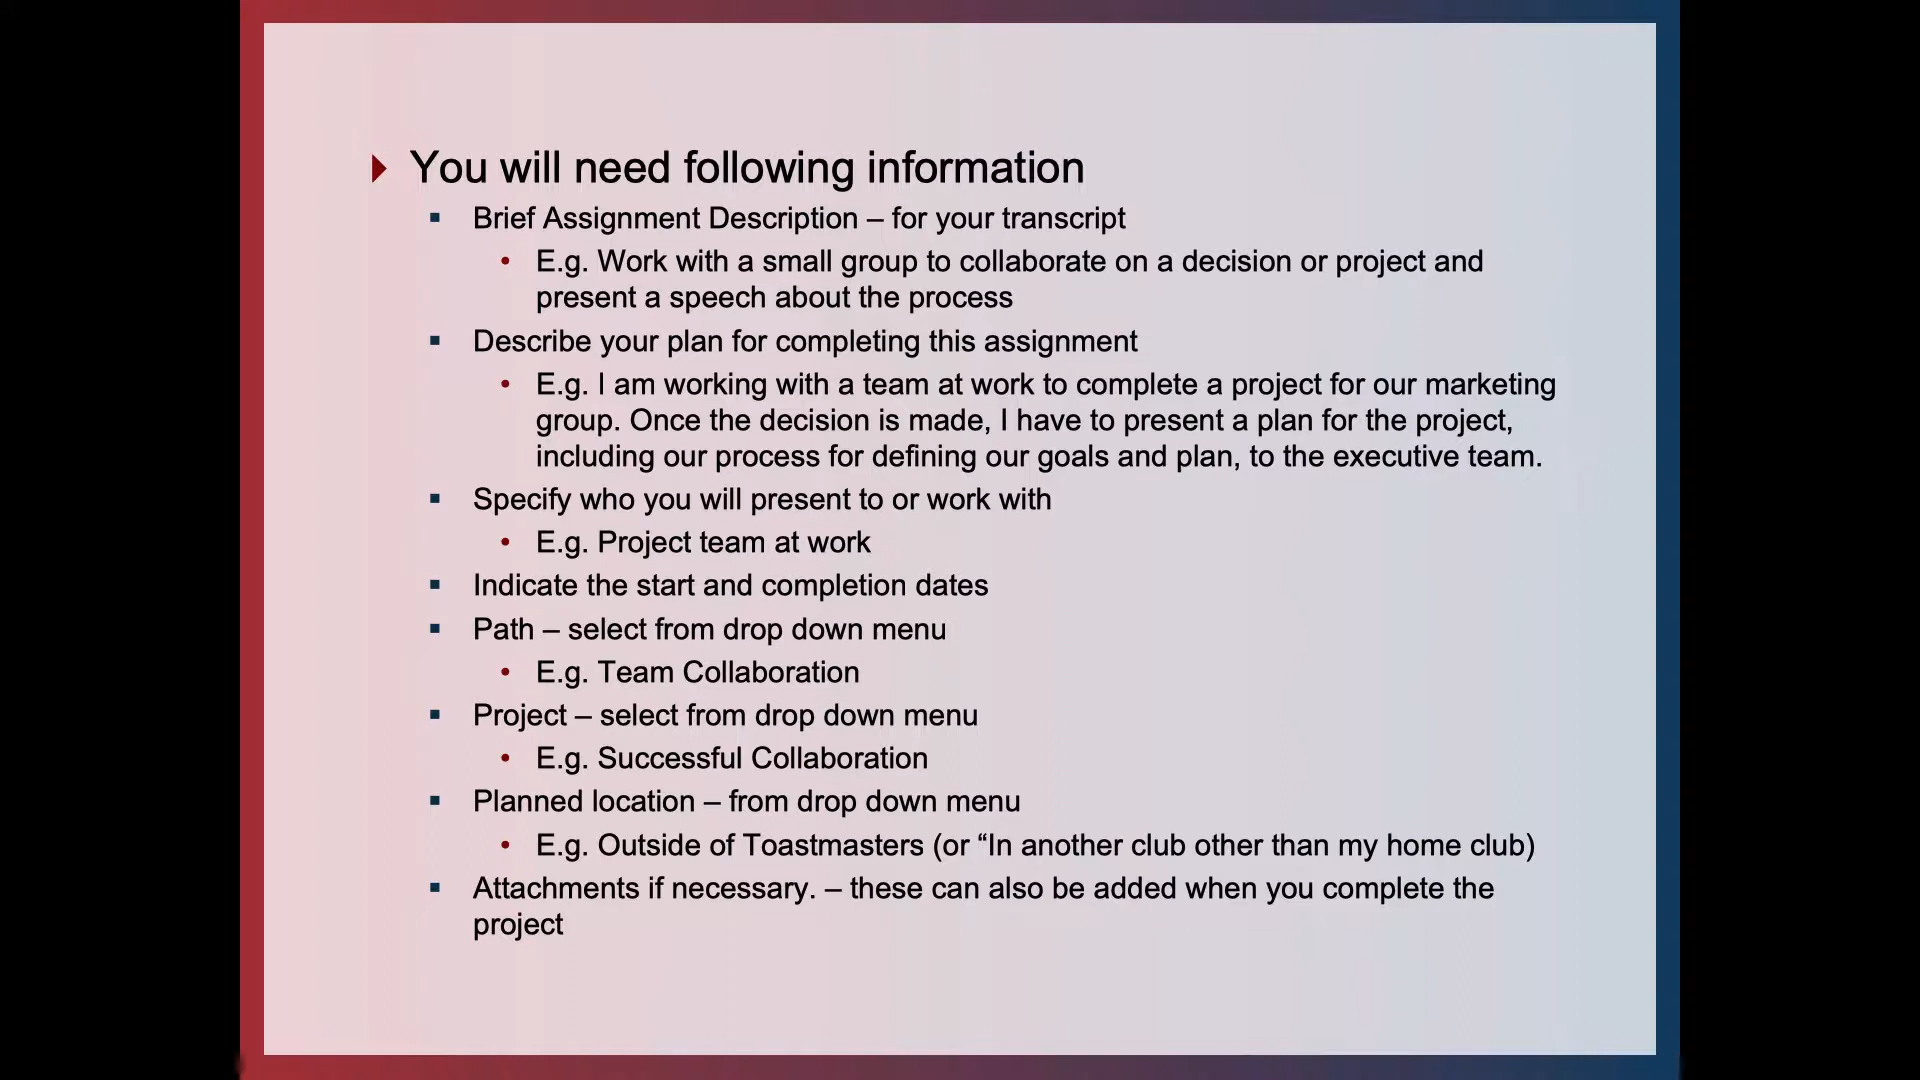 You will need following information
Brief Assignment Description – for your transcript
E.g. Work with a small group to collaborate on a decision or project and
present a speech about the process
Describe your plan for completing this assignment
E.g. I am working with a team at work to complete a project for our marketing
group. Once the decision is made, I have to present a plan for the project,
including our process for defining our goals and plan, to the executive team.
Specify who you will present to or work with
E.g. Project team at work
Indicate the start and completion dates
Path – select from drop down menu
E.g. Team Collaboration
Project – select from drop down menu
E.g. Successful Collaboration
Planned location – from drop down menu
E.g. Outside of Toastmasters (or “In another club other than my home club)
Attachments if necessary. – these can also be added when you complete the
project